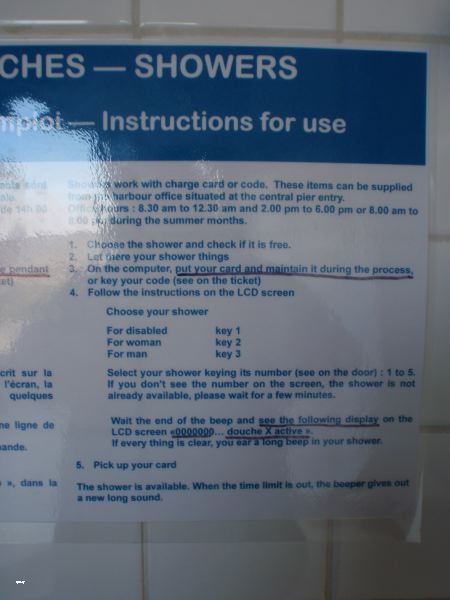 CHES — SHOWERS
mploi — Instructions for use
Showers work with charge card or code. These items can be supplied
from the harbour office situated at the central pier entry.
Office hours : 8.30 am to 12.30 am and 2.00 pm to 6.00 pm or 8.00 am to
8.00 pm during the summer months.
de 14h 00
1. Choose the shower and check if it is free.
2. Let there your shower things
3. On the computer, put your card and maintain it during the process,
or key your code (see on the ticket)
4. Follow the instructions on the LCD screen
e pendant
et)
Choose your shower
For disabled key 1
For woman key 2
For man key 3
Select your shower keying its number (see on the door) : 1 to 5.
If you don't see the number on the screen, the shower is not
already available, please wait for a few minutes.
crit sur la
l'écran, la
quelques
Wait the end of the beep and see the following display on the
LCD screen «0000000... douche X active ».
If every thing is clear, you ear a long beep in your shower.
ne ligne de
ande.
5. Pick up your card
The shower is available. When the time limit is out, the beeper gives out
a new long sound.
», dans la